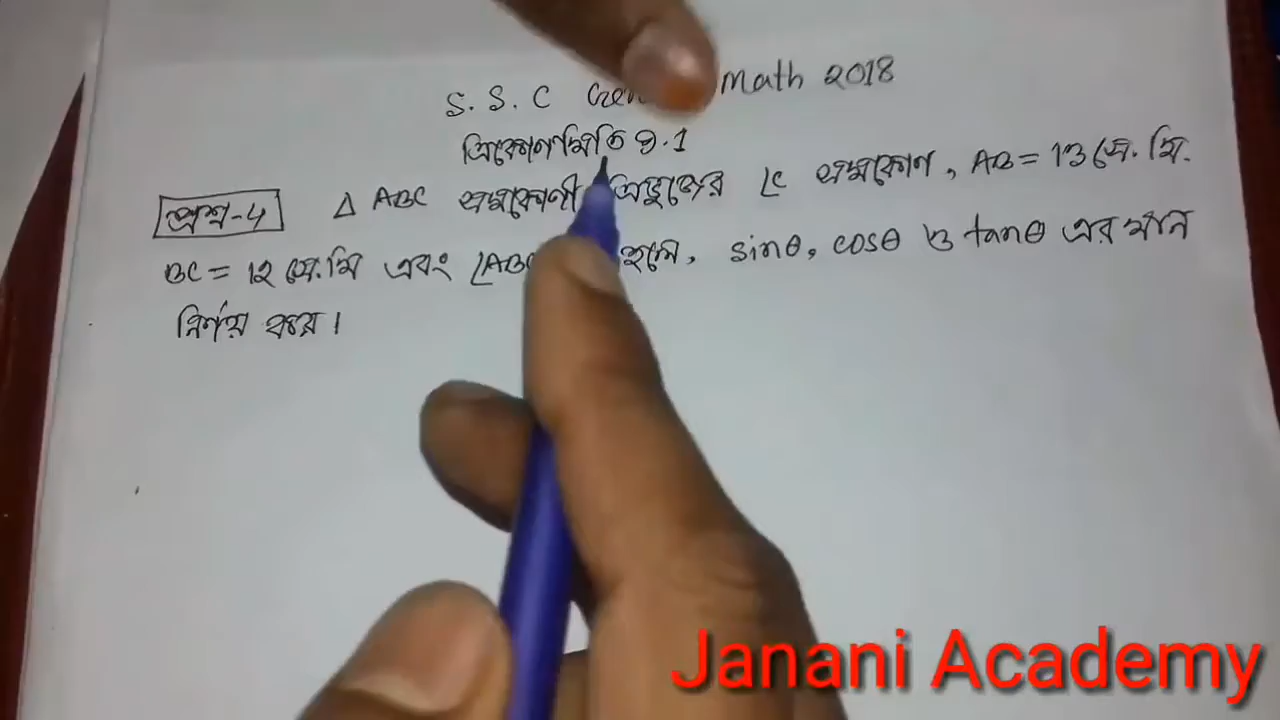 S. S. C Math 2018
ত্রিকোণমিতি 9.1
প্রশ্ন-4 Δ ABC সমকোণী ত্রিভুজের ∠C সমকোণ, AB = 13 সে. মি.
BC = 12 সে.মি এবং ∠ABC হলে, sinθ, cosθ ও tanθ এর মান
নির্ণয় কর।
Janani Academy